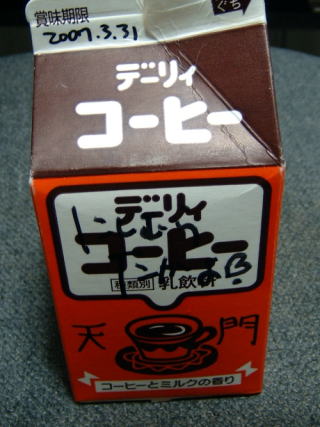 ぐち
賞味期限
2007.3.31
デーリィ
コーヒー
デーリィ
コーヒー
種類別 乳飲料
天 門
コーヒーとミルクの香り